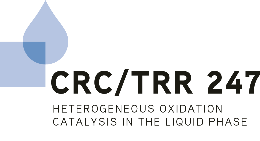 CRC/TRR 247
HETEROGENEOUS OXIDATION
CATALYSIS IN THE LIQUID PHASE